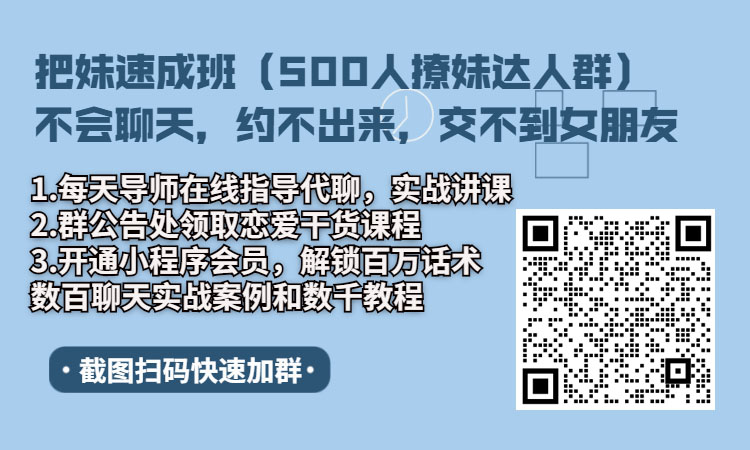 把妹速成班（500人撩妹达人群）
不会聊天，约不出来，交不到女朋友
1.每天导师在线指导代聊，实战讲课
2.群公告处领取恋爱干货课程
3.开通小程序会员，解锁百万话术
数百聊天实战案例和数千教程
·截图扫码快速加群·